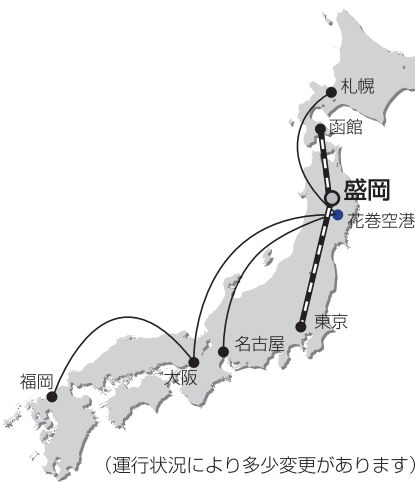 札幌
函館
盛岡
花巻空港
東京
名古屋
大阪
福岡
（運行状況により多少変更があります）